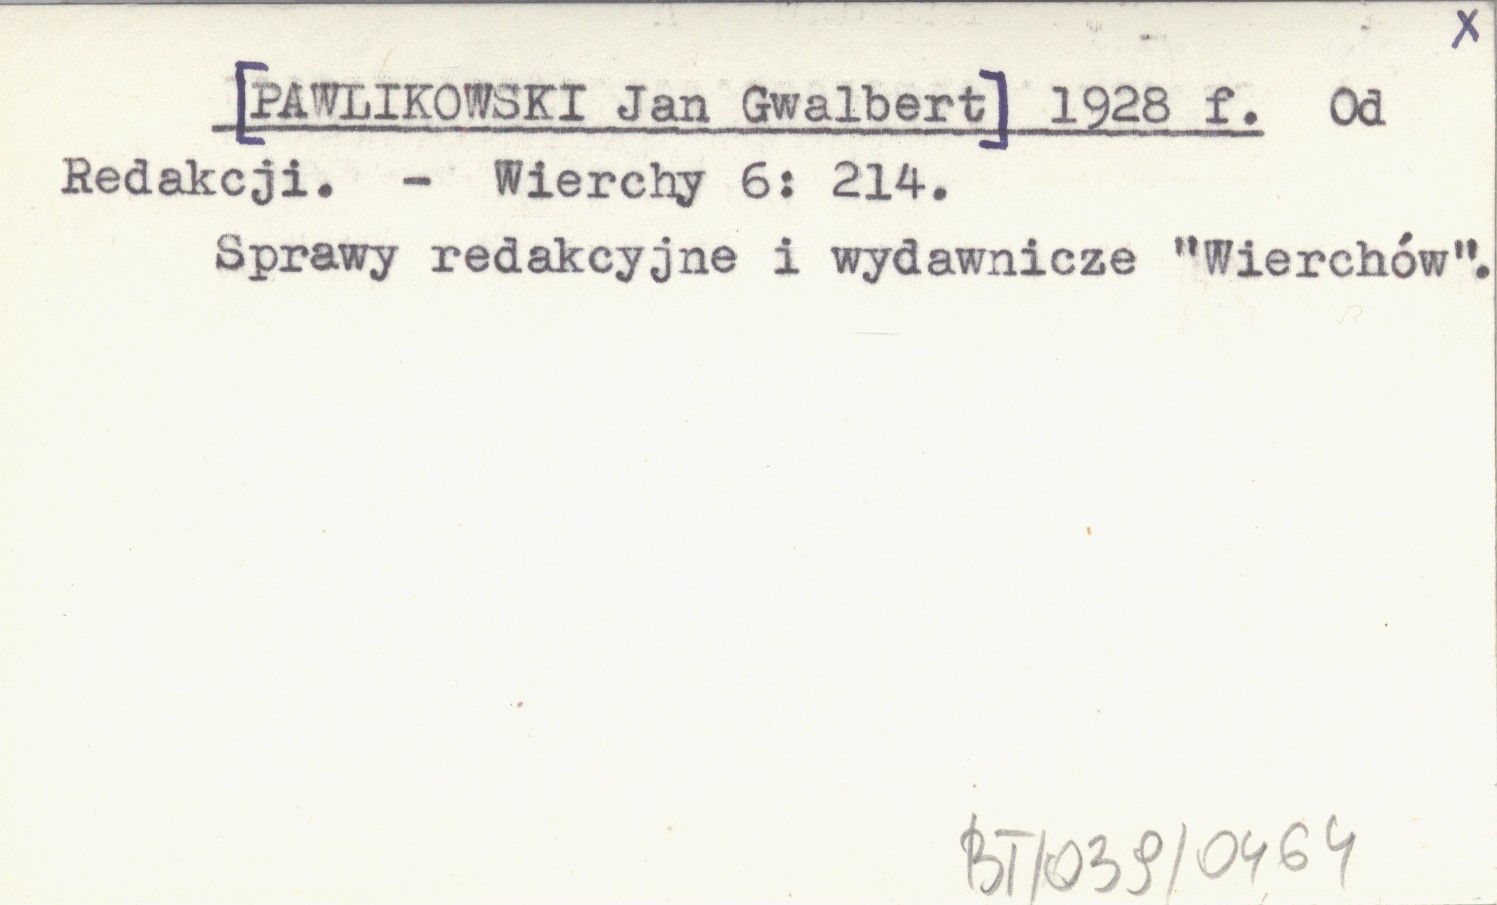 X
[PAWLIKOWSKI Jan Gwalbert] 1928 f. Od
Redakcji. - Wierchy 6: 214.
Sprawy redakcyjne i wydawnicze "Wierchów".
BT/039/0464